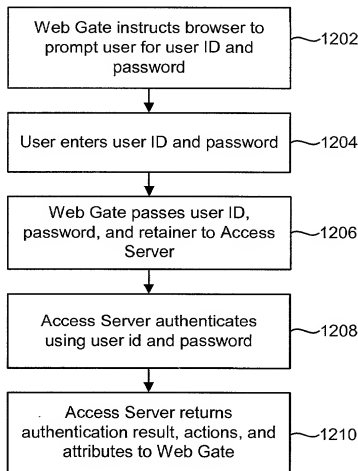 Web Gate instructs browser to
prompt user for user ID and
password
1202
User enters user ID and password
1204
Web Gate passes user ID,
password, and retainer to Access
Server
1206
Access Server authenticates
using user id and password
1208
Access Server returns
authentication result, actions, and
attributes to Web Gate
1210